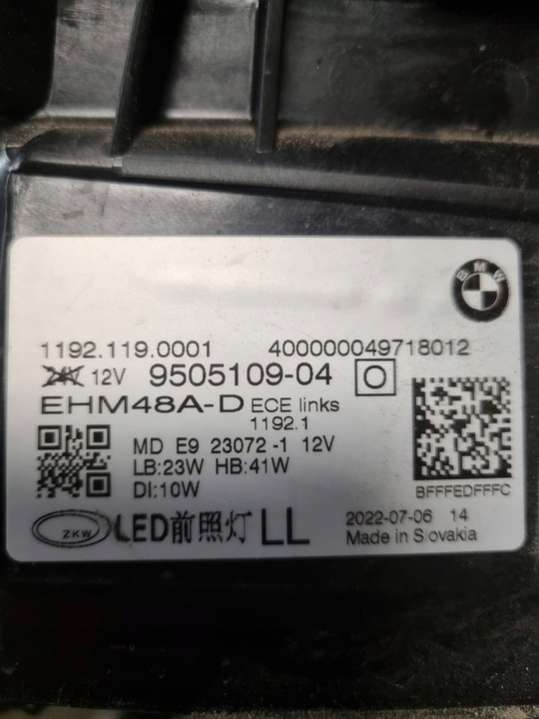 BMW
1192.119.0001 400000049718012
24V 12V 9505109-04 O
EHM48A-D ECE links
1192.1
MD E9 23072-1 12V
LB:23W HB:41W
DI:10W
BFFFEDFFFC
ZKW LED前照灯 LL
2022-07-06 14
Made in Slovakia